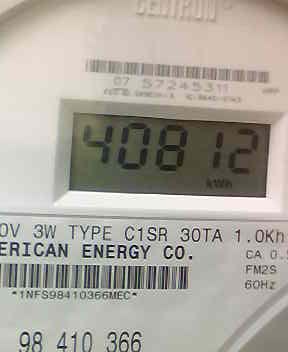 CENTRON
07 57245311
40812
kWh
0V 3W TYPE C1SR 30TA 1.0Kh
ERICAN ENERGY CO.
CA 0.
FM2S
*1NFS98410366MEC*
60Hz
98 410 366